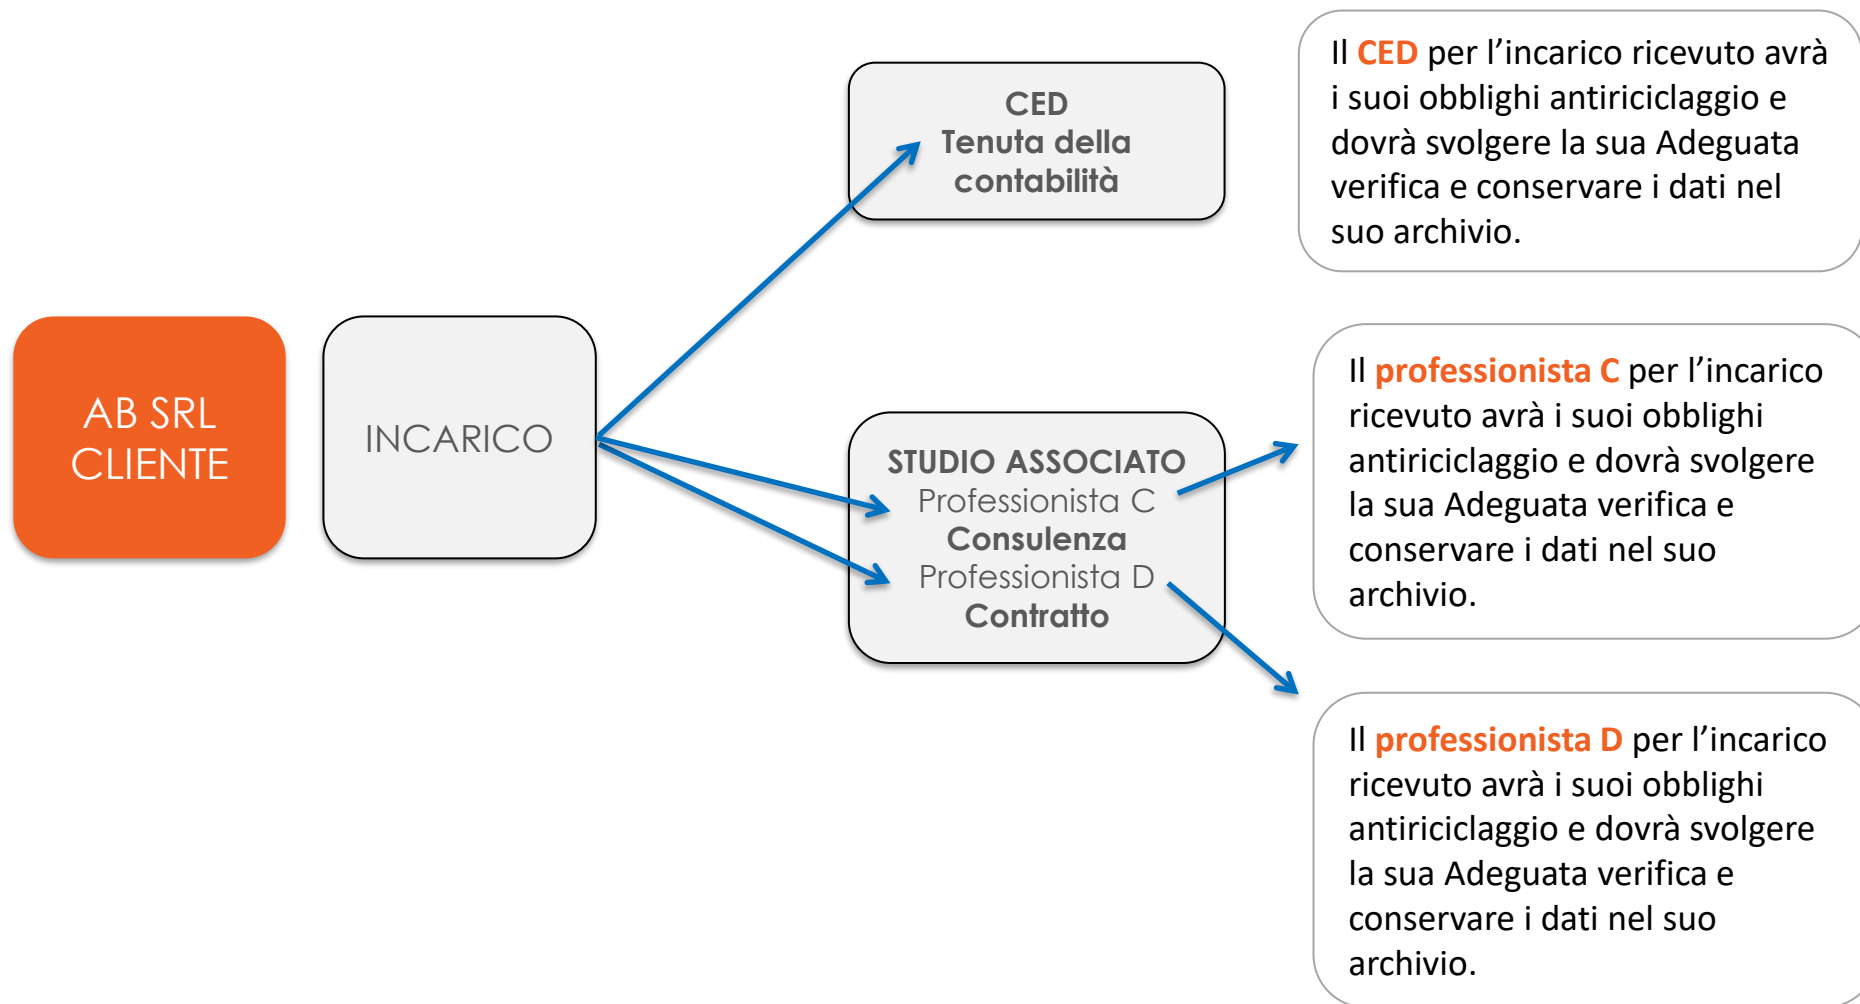 AB SRL
CLIENTE
INCARICO
CED
Tenuta della
contabilità
STUDIO ASSOCIATO
Professionista C
Consulenza
Professionista D
Contratto
Il CED per l’incarico ricevuto avrà
i suoi obblighi antiriciclaggio e
dovrà svolgere la sua Adeguata
verifica e conservare i dati nel
suo archivio.
Il professionista C per l’incarico
ricevuto avrà i suoi obblighi
antiriciclaggio e dovrà svolgere
la sua Adeguata verifica e
conservare i dati nel suo
archivio.
Il professionista D per l’incarico
ricevuto avrà i suoi obblighi
antiriciclaggio e dovrà svolgere
la sua Adeguata verifica e
conservare i dati nel suo
archivio.